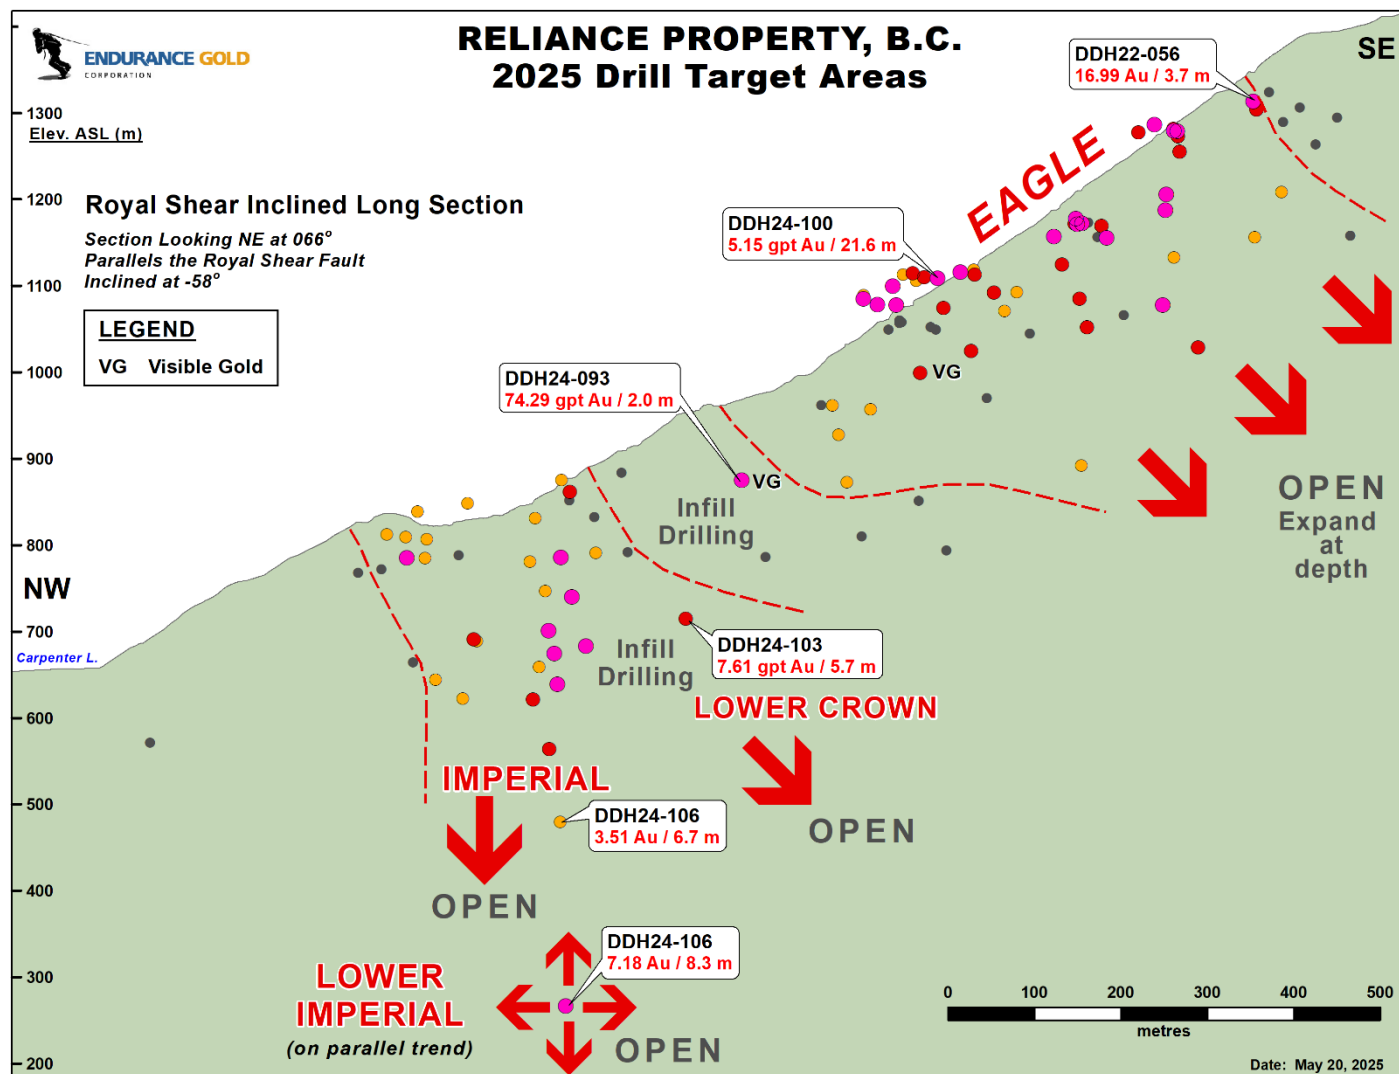 RELIANCE PROPERTY, B.C.
2025 Drill Target Areas
ENDURANCE GOLD
CORPORATION
SE
DDH22-056
16.99 Au / 3.7 m
1300
Elev. ASL (m)
1200
Royal Shear Inclined Long Section
Section Looking NE at 066°
Parallels the Royal Shear Fault
Inclined at -58°
EAGLE
DDH24-100
5.15 gpt Au / 21.6 m
1100
LEGEND
VG Visible Gold
1000
VG
DDH24-093
74.29 gpt Au / 2.0 m
900
VG
OPEN
Expand
at
depth
Infill
Drilling
800
NW
700
Carpenter L.
Infill
Drilling
DDH24-103
7.61 gpt Au / 5.7 m
LOWER CROWN
600
IMPERIAL
500
DDH24-106
3.51 Au / 6.7 m
OPEN
400
OPEN
DDH24-106
7.18 Au / 8.3 m
300
LOWER
IMPERIAL
(on parallel trend)
OPEN
0 100 200 300 400 500
metres
200
Date: May 20, 2025